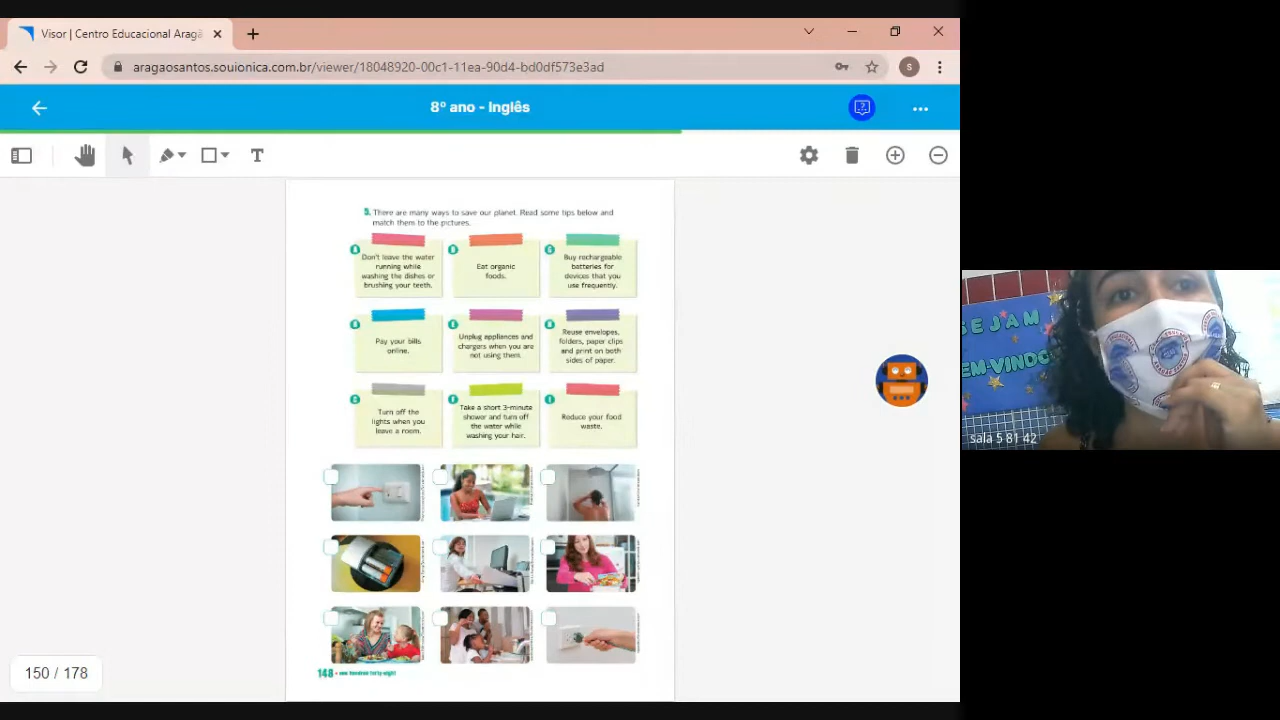 Visor | Centro Educacional Aragã
aragaosantos.souionica.com.br/viewer/18048920-00c1-11ea-90d4-bd0df573e3ad
S
8º ano - Inglês
5. There are many ways to save our planet. Read some tips below and
match them to the pictures.
A
Don't leave the water
running while
washing the dishes or
brushing your teeth.
D
Eat organic
foods.
G
Buy rechargeable
batteries for
devices that you
use frequently.
B
Pay your bills
online.
E
Unplug appliances and
chargers when you are
not using them.
H
Reuse envelopes,
folders, paper clips
and print on both
sides of paper.
C
Turn off the
lights when you
leave a room.
F
Take a short 3-minute
shower and turn off
the water while
washing your hair.
I
Reduce your food
waste.
148 • one hundred forty-eight
150 / 178
SEJAM
EM-VINDO
sala 5 81 42